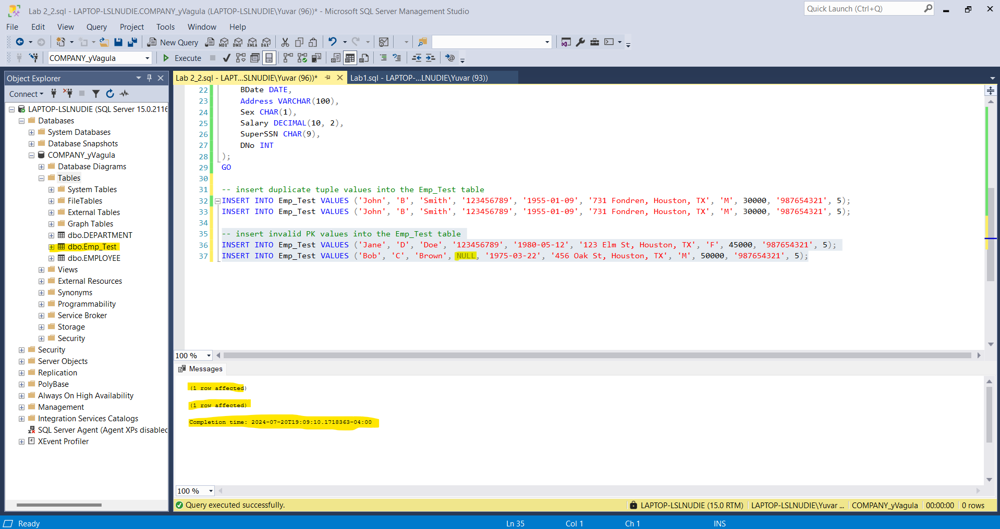 Lab 2_2.sql - LAPTOP-LSLNUDIE.COMPANY_yVagula (LAPTOP-LSLNUDIE\Yuvar (96))* - Microsoft SQL Server Management Studio
Quick Launch (Ctrl+Q)
File Edit View Query Project Tools Window Help
New Query MDX DMX XMLA DAX
COMPANY_yVagula Execute
Object Explorer
Connect
LAPTOP-LSLNUDIE (SQL Server 15.0.2116
Databases
System Databases
Database Snapshots
COMPANY_yVagula
Database Diagrams
Tables
System Tables
FileTables
External Tables
Graph Tables
dbo.DEPARTMENT
dbo.Emp_Test
dbo.EMPLOYEE
Views
External Resources
Synonyms
Programmability
Service Broker
Storage
Security
Security
Server Objects
Replication
PolyBase
Always On High Availability
Management
Integration Services Catalogs
SQL Server Agent (Agent XPs disabled
XEvent Profiler
Lab 2_2.sql - LAPT...SLNUDIE\Yuvar (96))* Lab1.sql - LAPTOP-...LNUDIE\Yuvar (93))
22 BDate DATE,
23 Address VARCHAR(100),
24 Sex CHAR(1),
25 Salary DECIMAL(10, 2),
26 SuperSSN CHAR(9),
27 DNo INT
28 );
29 GO
30
31 -- insert duplicate tuple values into the Emp_Test table
32 INSERT INTO Emp_Test VALUES ('John', 'B', 'Smith', '123456789', '1955-01-09', '731 Fondren, Houston, TX', 'M', 30000, '987654321', 5);
33 INSERT INTO Emp_Test VALUES ('John', 'B', 'Smith', '123456789', '1955-01-09', '731 Fondren, Houston, TX', 'M', 30000, '987654321', 5);
34
35 -- insert invalid PK values into the Emp_Test table
36 INSERT INTO Emp_Test VALUES ('Jane', 'D', 'Doe', '123456789', '1980-05-12', '123 Elm St, Houston, TX', 'F', 45000, '987654321', 5);
37 INSERT INTO Emp_Test VALUES ('Bob', 'C', 'Brown', NULL, '1975-03-22', '456 Oak St, Houston, TX', 'M', 50000, '987654321', 5);
100 %
Messages
(1 row affected)
(1 row affected)
Completion time: 2024-07-20T19:09:10.1718363-04:00
100 %
Query executed successfully. LAPTOP-LSLNUDIE (15.0 RTM) LAPTOP-LSLNUDIE\Yuvar ... COMPANY_yVagula 00:00:00 0 rows
Ready Ln 35 Col 1 Ch 1 INS